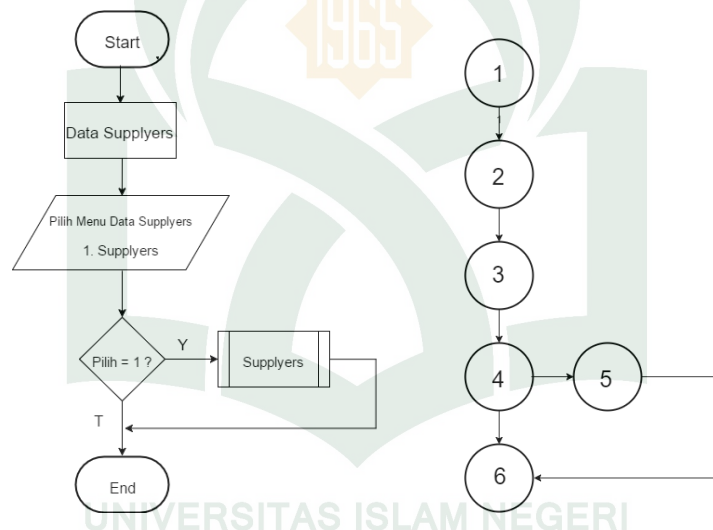 1965
Start
Data Supplyers
Pilih Menu Data Supplyers
1. Supplyers
Pilih = 1 ?
Y
Supplyers
T
End
1
1
2
3
4
5
6
UNIVERSITAS ISLAM NEGERI